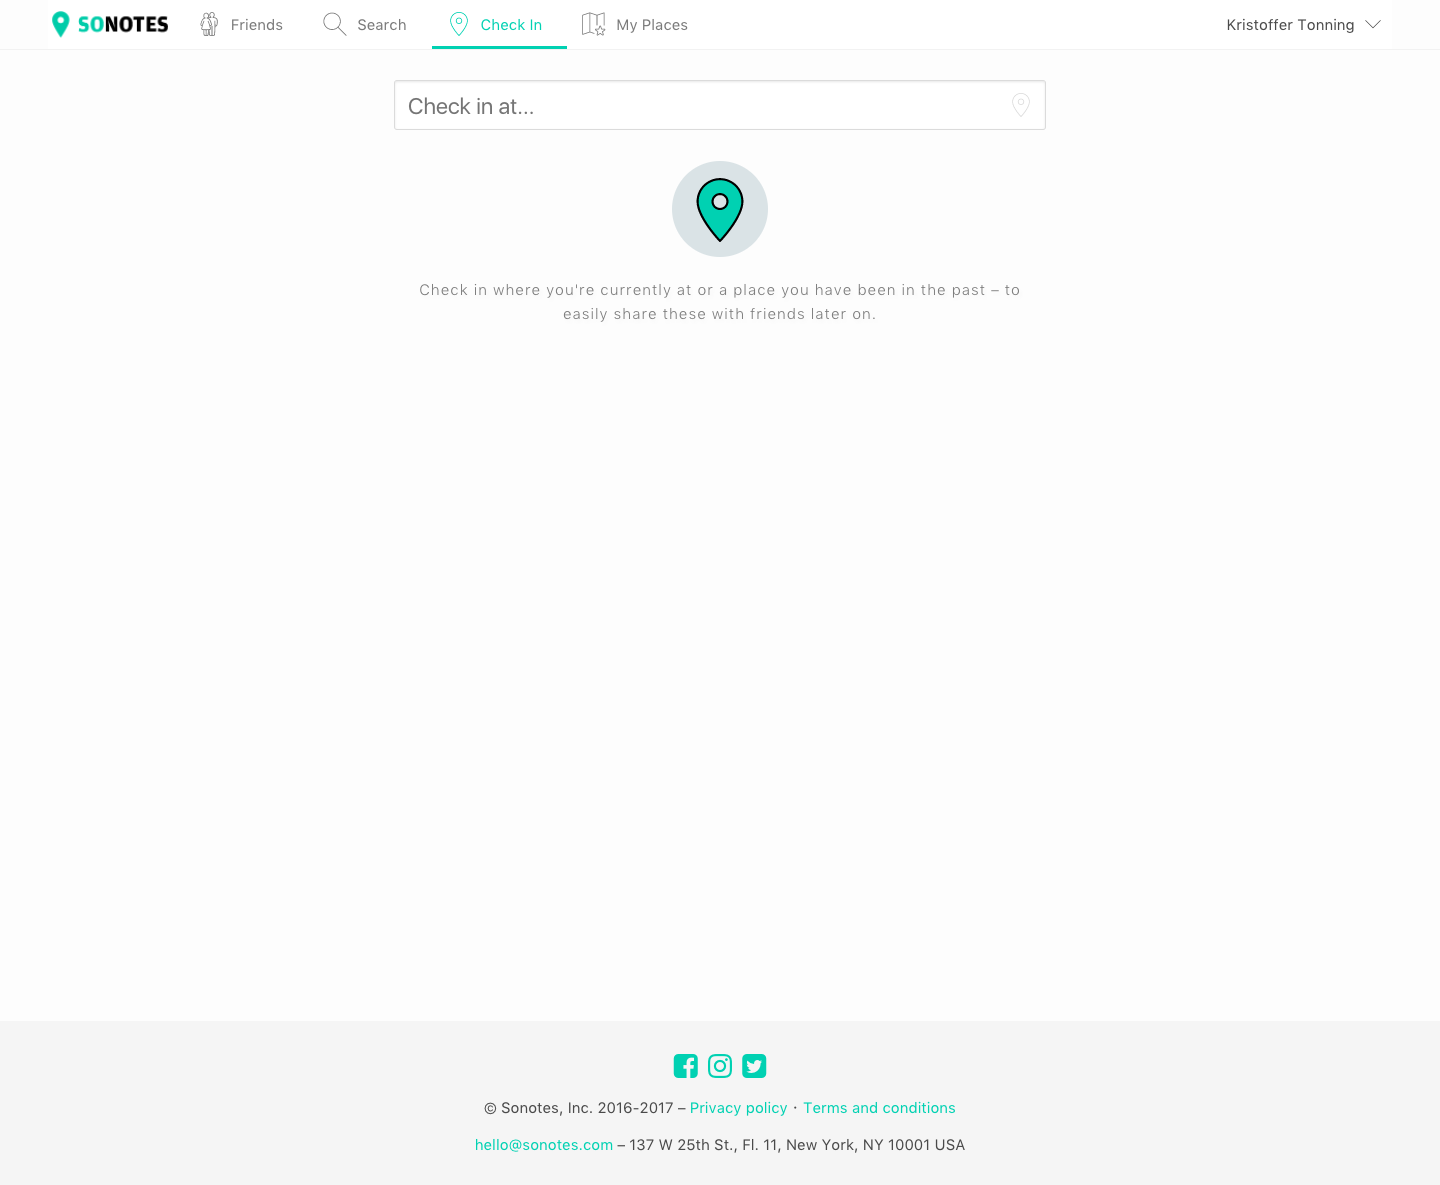 SONOTES Friends Search Check In My Places Kristoffer Tonning
Check in at...
Check in where you're currently at or a place you have been in the past – to
easily share these with friends later on.
© Sonotes, Inc. 2016-2017 – Privacy policy · Terms and conditions
hello@sonotes.com – 137 W 25th St., Fl. 11, New York, NY 10001 USA